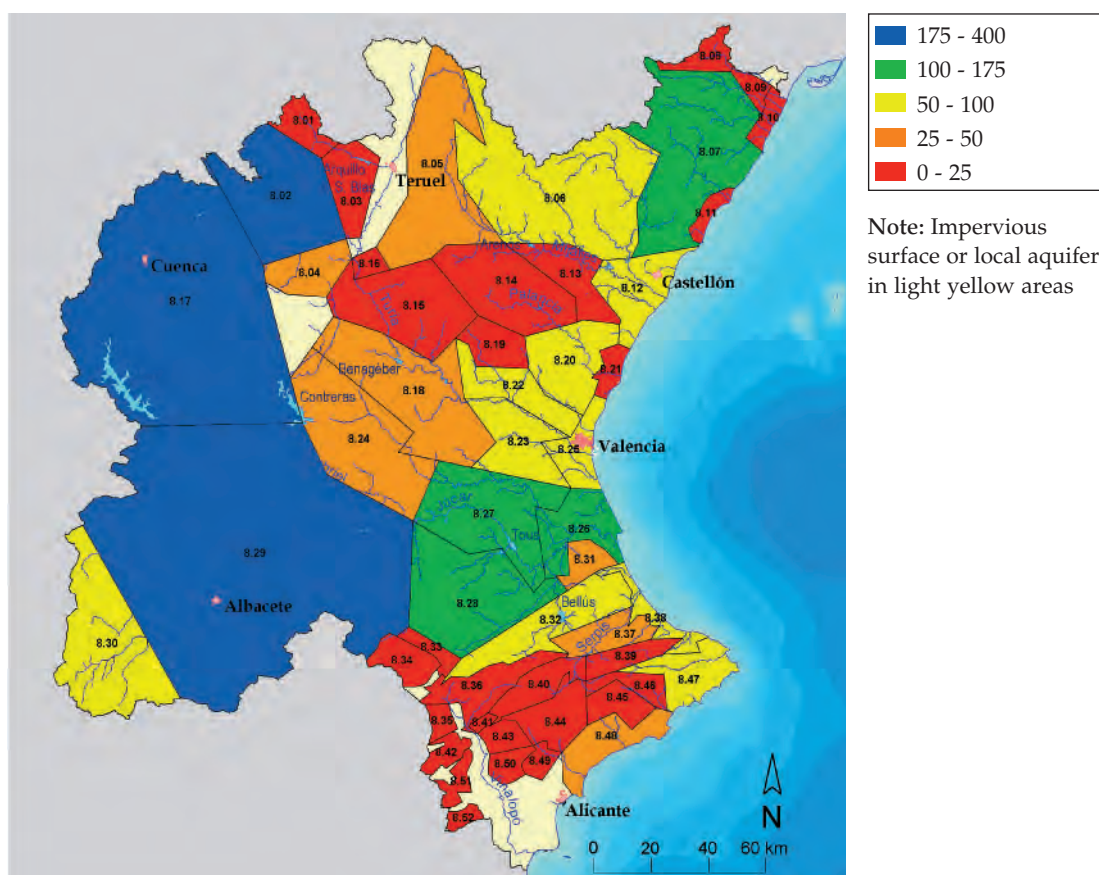 175 - 400
100 - 175
50 - 100
25 - 50
0 - 25
Note: Impervious
surface or local aquifer
in light yellow areas
8.08
8.09
8.10
8.01
8.07
8.05
Arquillo
S. Blas
Teruel
8.02
8.03
8.06
8.11
Cuenca
8.16
8.04
8.13
8.12
Castellón
8.17
8.14
8.15
8.19
8.20
8.21
Benagéber
8.18
8.22
Contreras
8.24
8.23
8.25
Valencia
Júcar
8.27
Tous
8.26
8.29
8.31
Albacete
8.28
Bellús
8.32
8.38
8.30
Serpis
8.37
8.33
8.34
8.39
8.47
8.36
8.40
8.46
8.45
8.35
8.41
8.44
8.43
8.48
8.42
8.50
8.49
8.51
8.52
Alicante
N
0 20 40 60 km